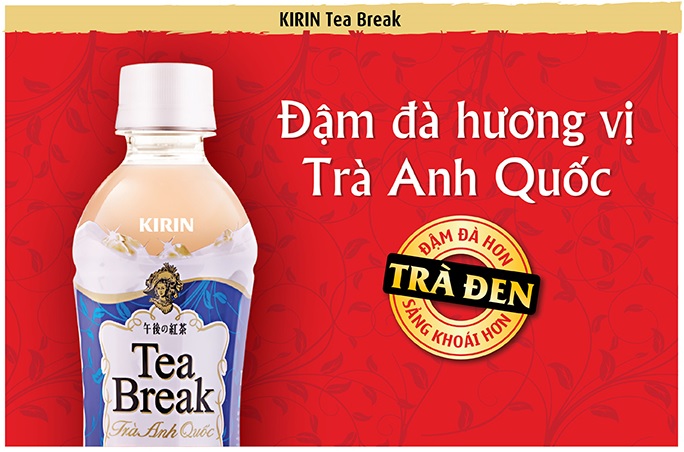 KIRIN Tea Break
Đậm đà hương vị
Trà Anh Quốc
ĐẬM ĐÀ HƠN
TRÀ ĐEN
SẢNG KHOÁI HƠN
KIRIN
午後の紅茶
Tea
Break
Trà Anh Quốc